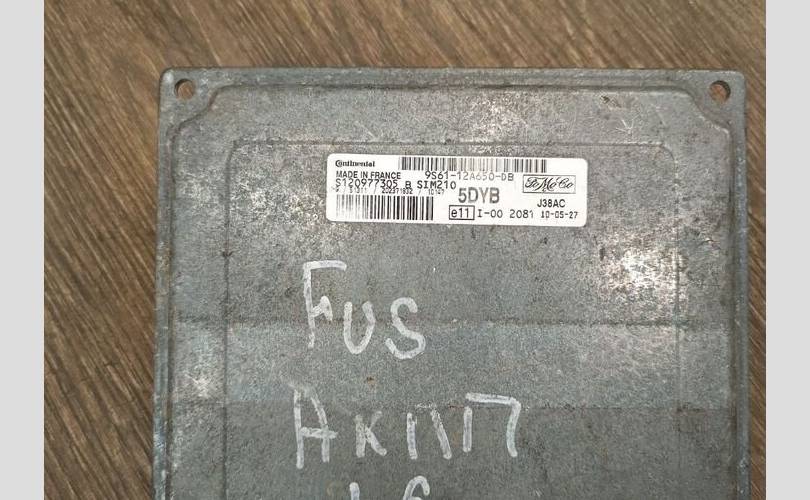 Continental
MADE IN FRANCE 9S61-12A650-DB
S120977305 B SIM210
FoMoCo
5DYB
J38AC
e11 I-00 2081 10-05-27
FUS
АКПП